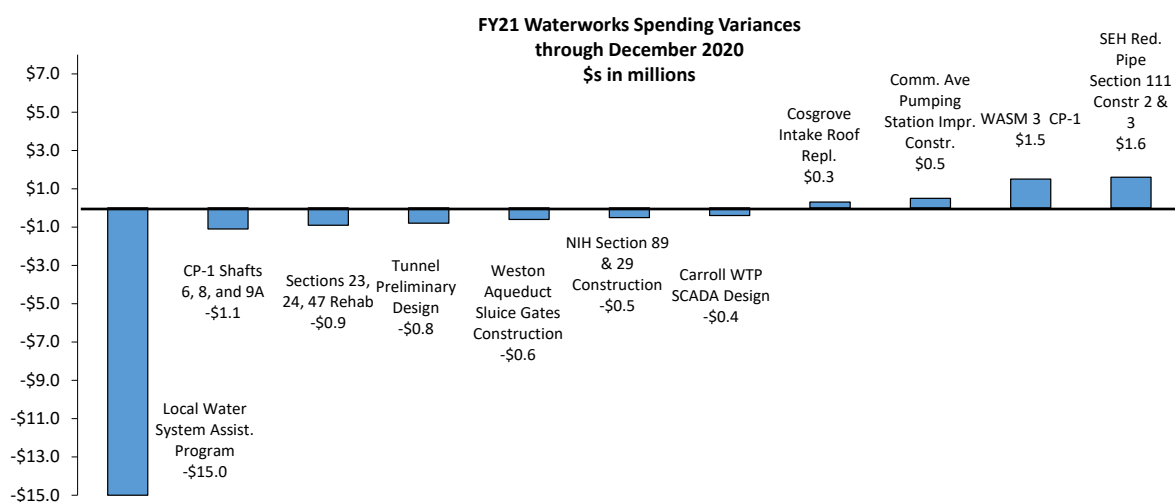 FY21 Waterworks Spending Variances
through December 2020
$s in millions
$7.0
$5.0
$3.0
$1.0
-$1.0
-$3.0
-$5.0
-$7.0
-$9.0
-$11.0
-$13.0
-$15.0
Local Water
System Assist.
Program
-$15.0
CP-1 Shafts
6, 8, and 9A
-$1.1
Sections 23,
24, 47 Rehab
-$0.9
Tunnel
Preliminary
Design
-$0.8
Weston
Aqueduct
Sluice Gates
Construction
-$0.6
NIH Section 89
& 29
Construction
-$0.5
Carroll WTP
SCADA Design
-$0.4
Cosgrove
Intake Roof
Repl.
$0.3
Comm. Ave
Pumping
Station Impr.
Constr.
$0.5
WASM 3 CP-1
$1.5
SEH Red.
Pipe
Section 111
Constr 2 &
3
$1.6